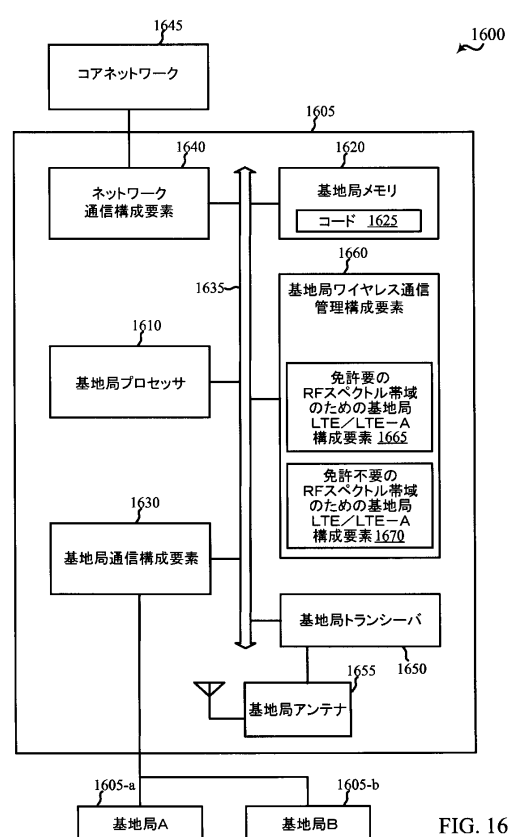 1645
1600
コアネットワーク
1605
1640
1620
ネットワーク
通信構成要素
基地局メモリ
コード 1625
1660
1635
基地局ワイヤレス通信
管理構成要素
1610
基地局プロセッサ
免許要の
RFスペクトル帯域
のための基地局
LTE/LTE-A
構成要素 1665
免許不要の
RFスペクトル帯域
のための基地局
LTE/LTE-A
構成要素 1670
1630
基地局通信構成要素
基地局トランシーバ
1650
1655
基地局アンテナ
1605-a
1605-b
基地局A
基地局B
FIG. 16